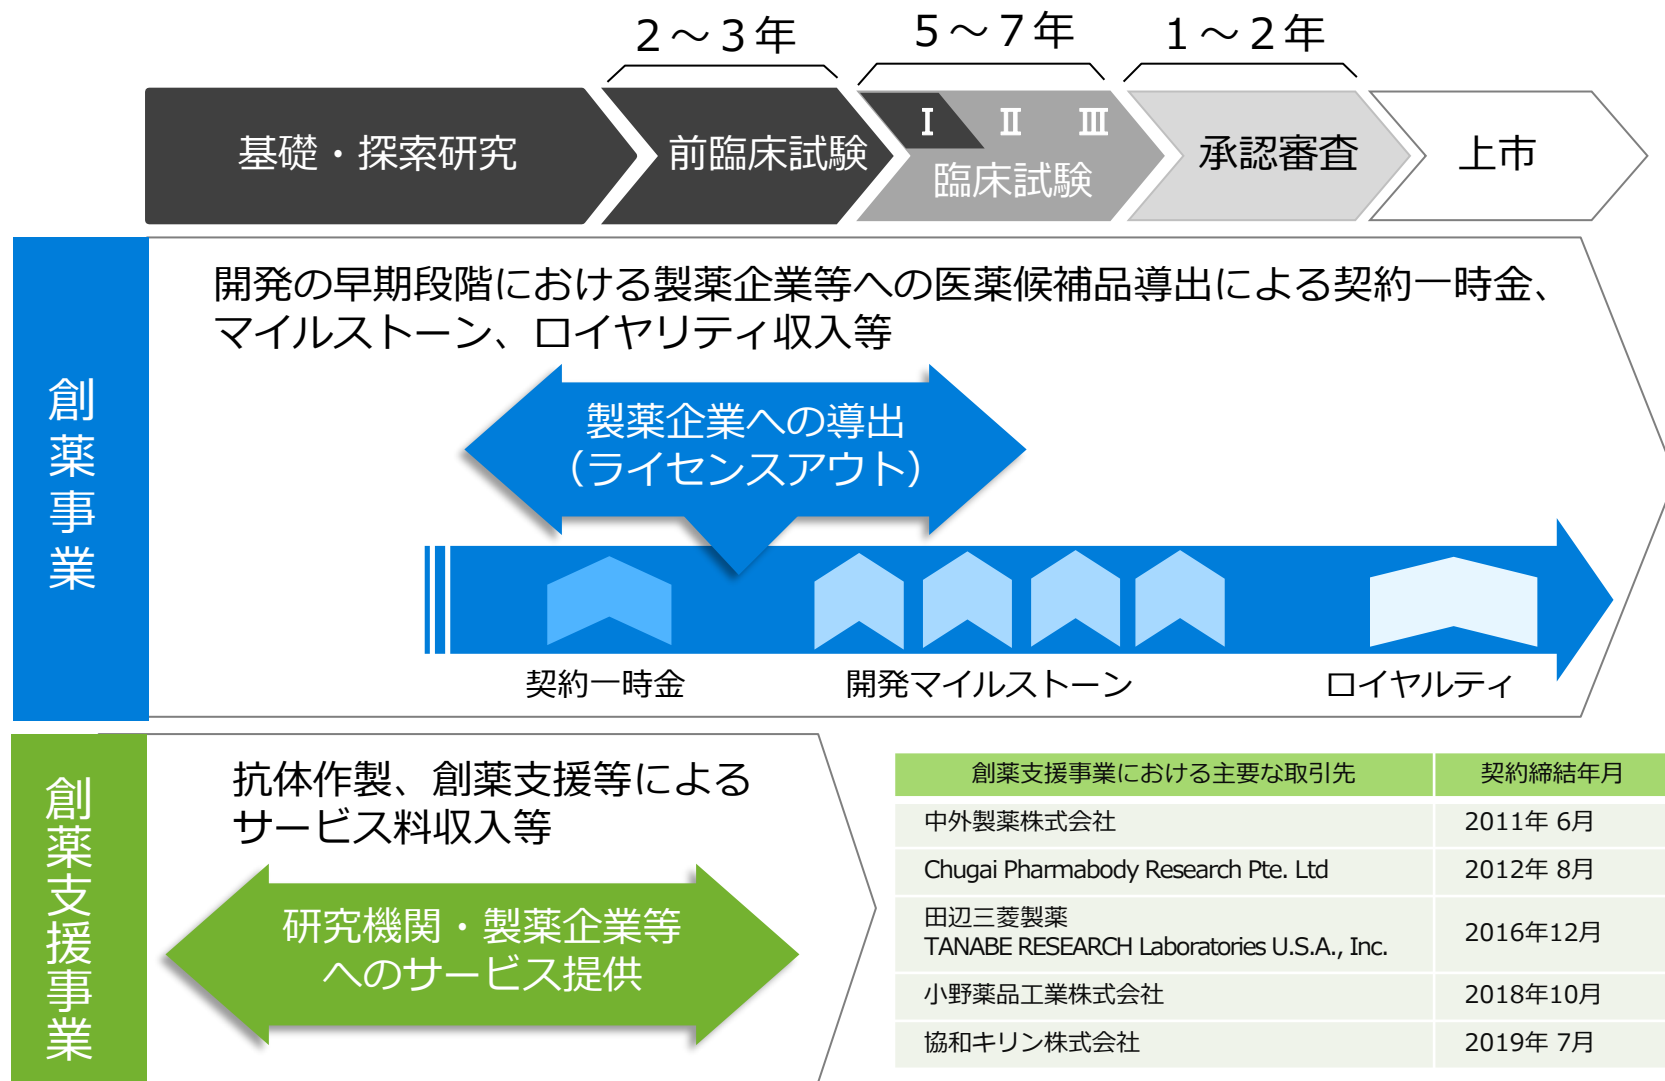 2～3年
5～7年
1～2年
基礎・探索研究
前臨床試験
Ⅰ Ⅱ Ⅲ
臨床試験
承認審査
上市
創薬事業
開発の早期段階における製薬企業等への医薬候補品導出による契約一時金、
マイルストーン、ロイヤリティ収入等
製薬企業への導出
（ライセンスアウト）
契約一時金
開発マイルストーン
ロイヤルティ
創薬支援事業
抗体作製、創薬支援等による
サービス料収入等
研究機関・製薬企業等
へのサービス提供
創薬支援事業における主要な取引先 契約締結年月
中外製薬株式会社 2011年 6月
Chugai Pharmabody Research Pte. Ltd 2012年 8月
田辺三菱製薬
TANABE RESEARCH Laboratories U.S.A., Inc. 2016年12月
小野薬品工業株式会社 2018年10月
協和キリン株式会社 2019年 7月